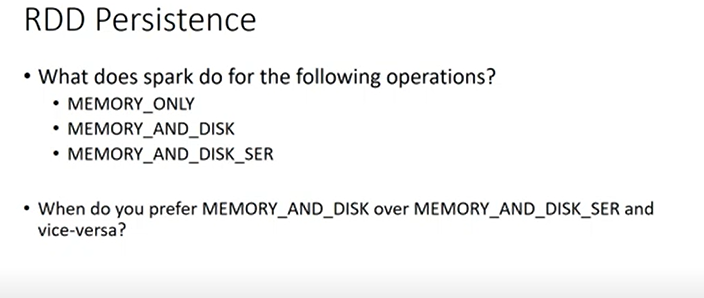 RDD Persistence
• What does spark do for the following operations?
• MEMORY_ONLY
• MEMORY_AND_DISK
• MEMORY_AND_DISK_SER
• When do you prefer MEMORY_AND_DISK over MEMORY_AND_DISK_SER and
vice-versa?